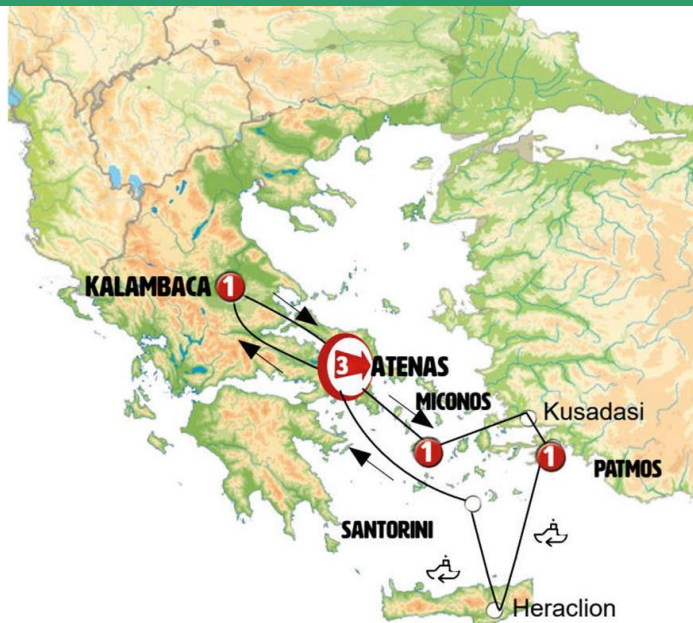 KALAMBACA
1
3
ATENAS
MICONOS
Kusadasi
1
1
PATMOS
SANTORINI
Heraclion